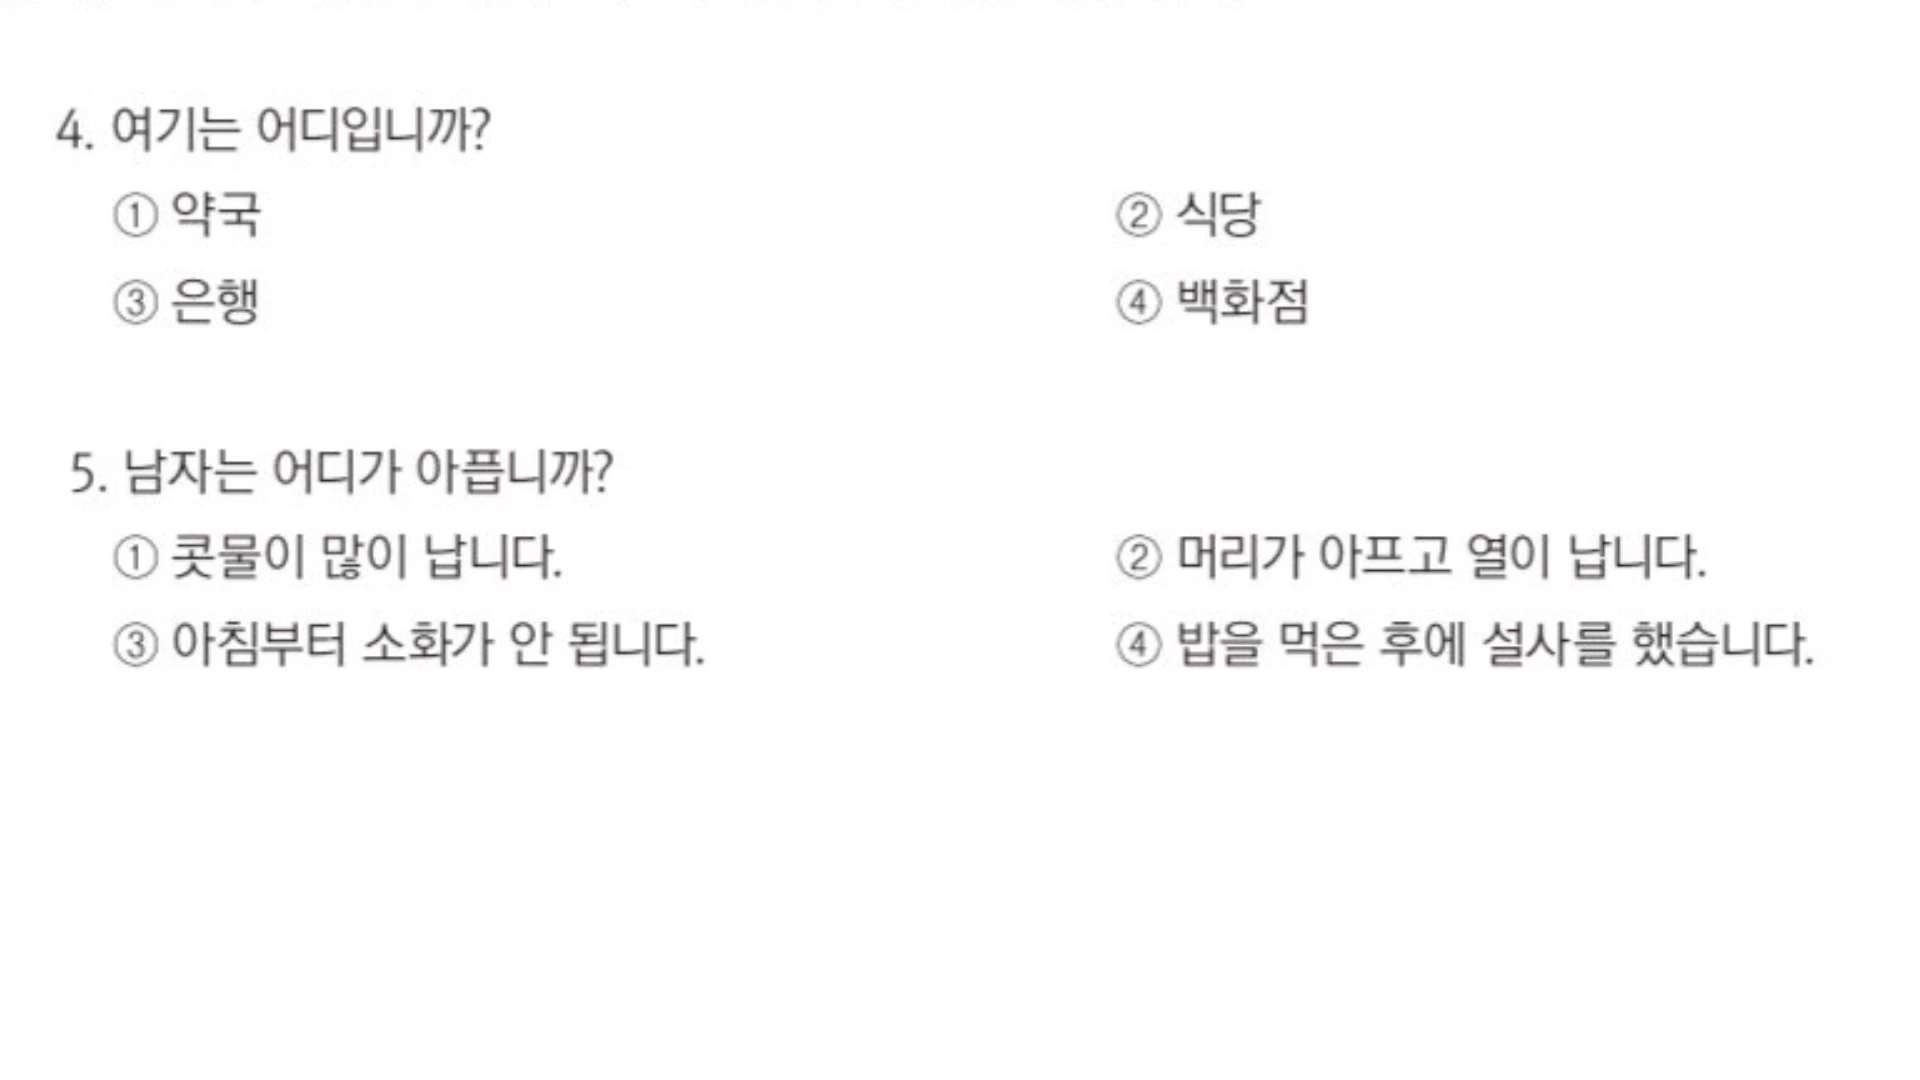 4. 여기는 어디입니까?
① 약국 ② 식당
③ 은행 ④ 백화점
5. 남자는 어디가 아픕니까?
① 콧물이 많이 납니다. ② 머리가 아프고 열이 납니다.
③ 아침부터 소화가 안 됩니다. ④ 밥을 먹은 후에 설사를 했습니다.